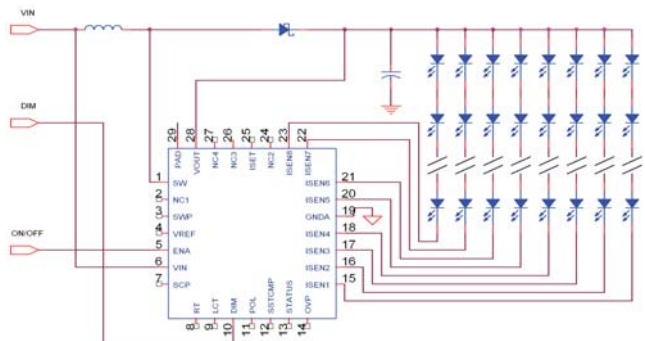 VIN
DIM
ON/OFF
29 28 27 26 25 24 23 22
PAD VOUT NC4 NC3 ISET NC2 ISEN8 ISEN7
1 SW
2 NC1
3 SWP
4 VREF
5 ENA
6 VIN
7 SCP
ISEN6 21
ISEN5 20
GNDA 19
ISEN4 18
ISEN3 17
ISEN2 16
ISEN1 15
RT LCT DIM POL SSTCMP STATUS OVP
8 9 10 11 12 13 14